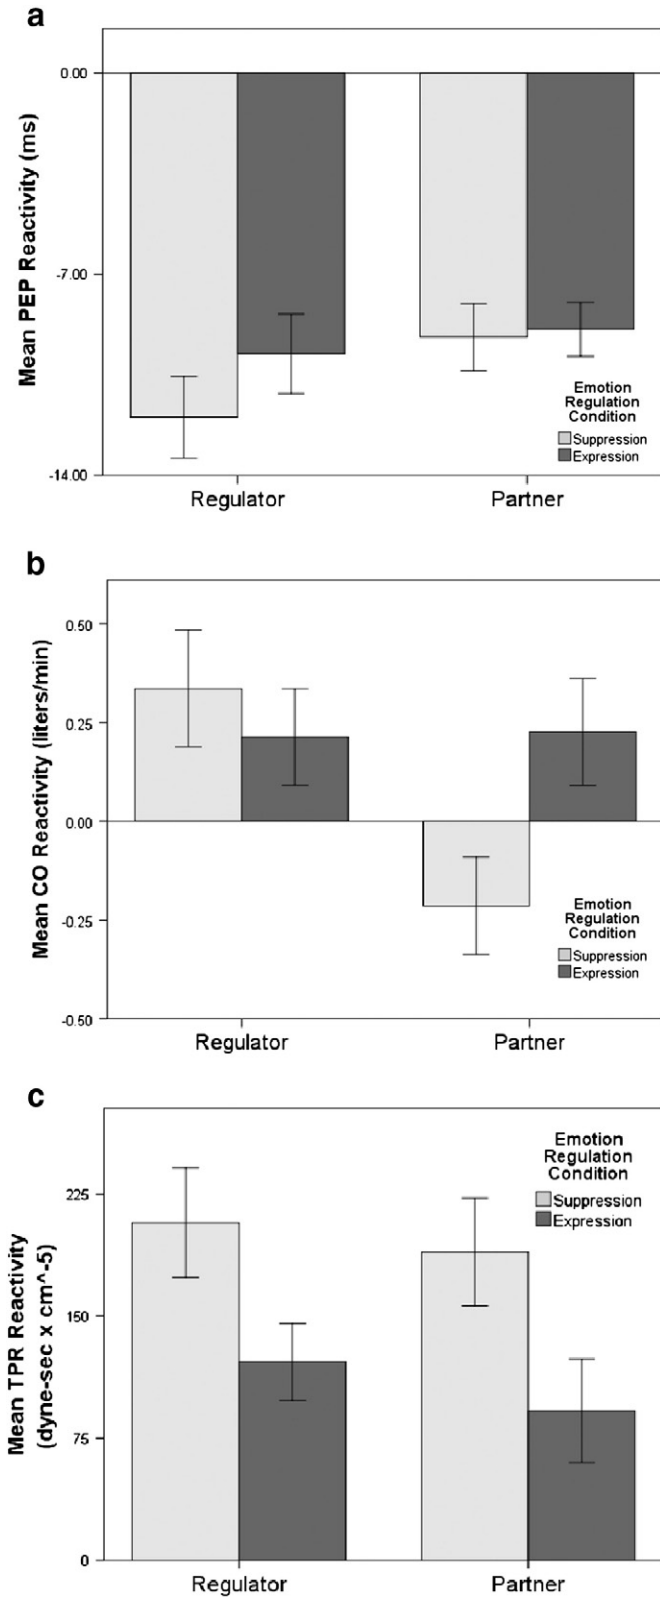 a
0.00
-7.00
-14.00
Mean PEP Reactivity (ms)
Emotion
Regulation
Condition
Suppression
Expression
Regulator
Partner
b
0.50
0.25
0.00
-0.25
-0.50
Mean CO Reactivity (liters/min)
Emotion
Regulation
Condition
Suppression
Expression
Regulator
Partner
c
225
150
75
0
Mean TPR Reactivity
(dyne-sec x cm^-5)
Emotion
Regulation
Condition
Suppression
Expression
Regulator
Partner